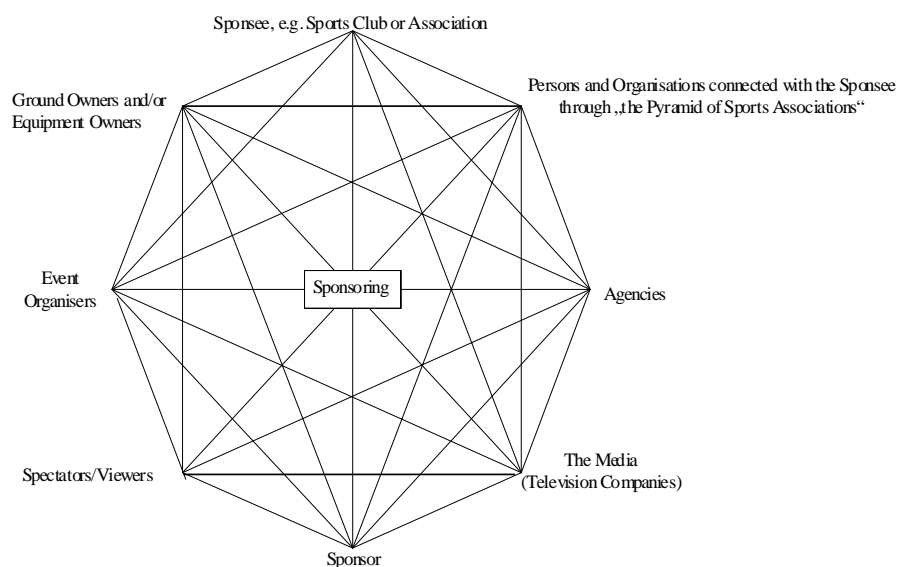 Sponsee, e.g. Sports Club or Association
Ground Owners and/or
Equipment Owners
Persons and Organisations connected with the Sponsee
through „the Pyramid of Sports Associations“
Event
Organisers
Sponsoring
Agencies
Spectators/Viewers
The Media
(Television Companies)
Sponsor